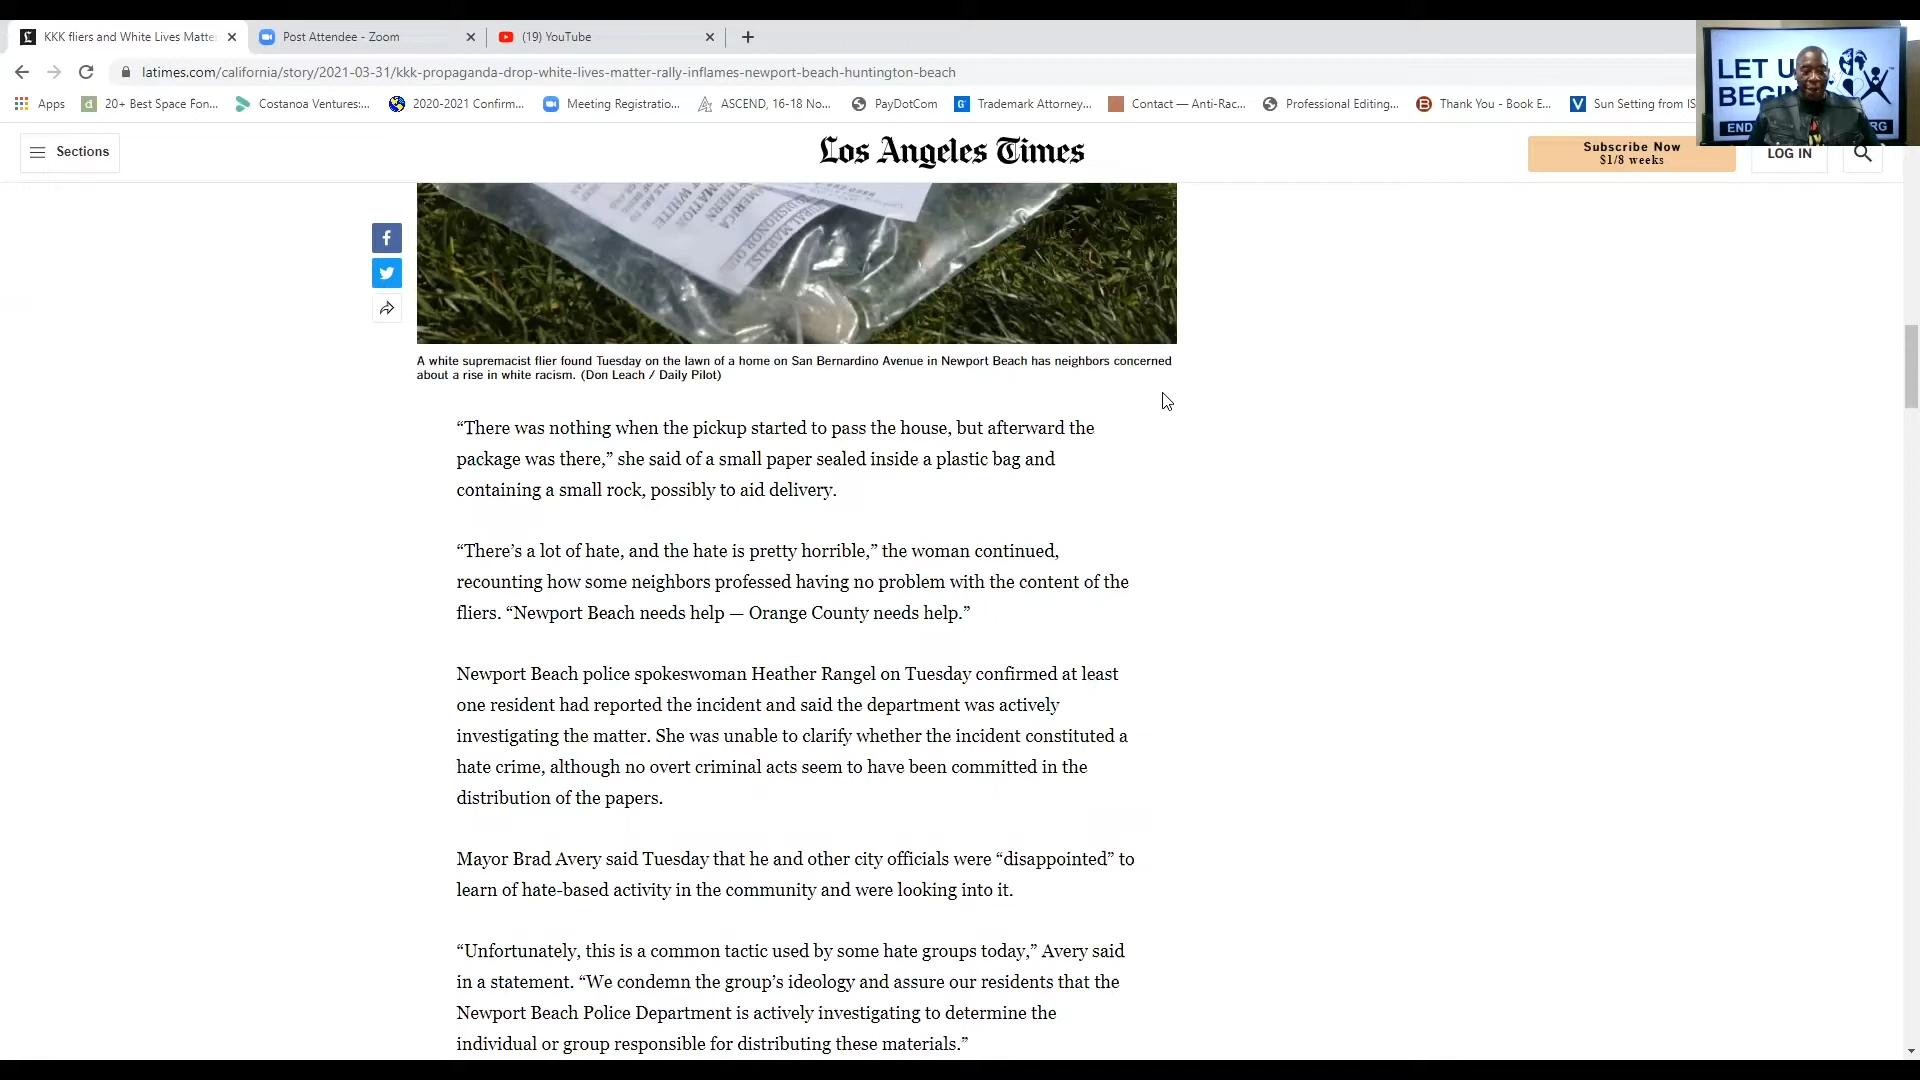 KKK fliers and White Lives Matte
Post Attendee - Zoom
(19) YouTube
latimes.com/california/story/2021-03-31/kkk-propaganda-drop-white-lives-matter-rally-inflames-newport-beach-huntington-beach
Apps
20+ Best Space Fon...
Costanoa Ventures:...
2020-2021 Confirm...
Meeting Registratio...
ASCEND, 16-18 No...
PayDotCom
Trademark Attorney...
Contact — Anti-Rac...
Professional Editing...
Thank You - Book E...
Sun Setting from IS
LET U
BEGIN
END
RG
Sections
Los Angeles Times
Subscribe Now
$1/8 weeks
LOG IN
AMERICA
MATION
WHITE
MARXIST
DISHONOR OUR
A white supremacist flier found Tuesday on the lawn of a home on San Bernardino Avenue in Newport Beach has neighbors concerned
about a rise in white racism. (Don Leach / Daily Pilot)
“There was nothing when the pickup started to pass the house, but afterward the
package was there,” she said of a small paper sealed inside a plastic bag and
containing a small rock, possibly to aid delivery.
“There’s a lot of hate, and the hate is pretty horrible,” the woman continued,
recounting how some neighbors professed having no problem with the content of the
fliers. “Newport Beach needs help — Orange County needs help.”
Newport Beach police spokeswoman Heather Rangel on Tuesday confirmed at least
one resident had reported the incident and said the department was actively
investigating the matter. She was unable to clarify whether the incident constituted a
hate crime, although no overt criminal acts seem to have been committed in the
distribution of the papers.
Mayor Brad Avery said Tuesday that he and other city officials were “disappointed” to
learn of hate-based activity in the community and were looking into it.
“Unfortunately, this is a common tactic used by some hate groups today,” Avery said
in a statement. “We condemn the group’s ideology and assure our residents that the
Newport Beach Police Department is actively investigating to determine the
individual or group responsible for distributing these materials.”